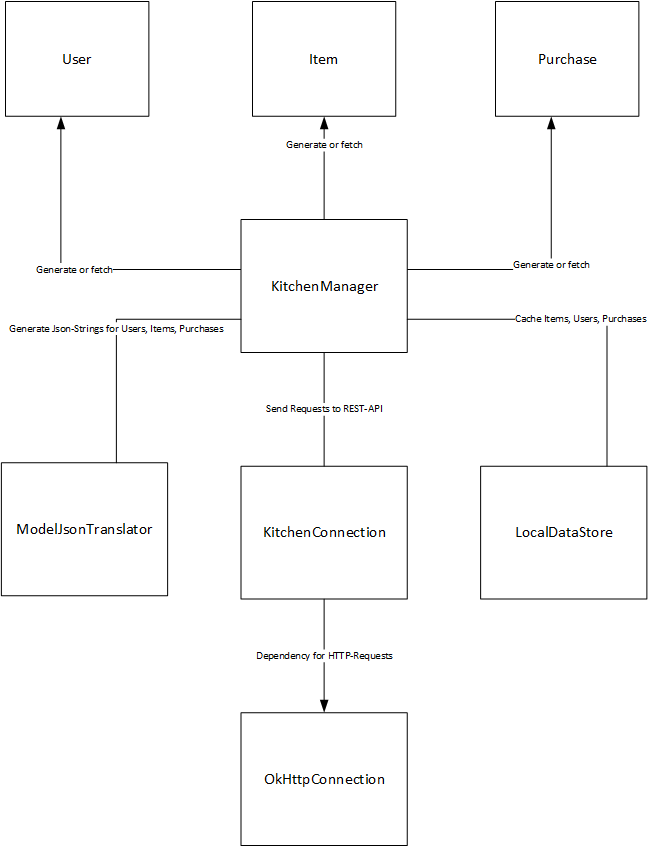 User
Item
Purchase
Generate or fetch
Generate or fetch
Generate or fetch
KitchenManager
Generate Json-Strings for Users, Items, Purchases
Cache Items, Users, Purchases
Send Requests to REST-API
ModelJsonTranslator
KitchenConnection
LocalDataStore
Dependency for HTTP-Requests
OkHttpConnection